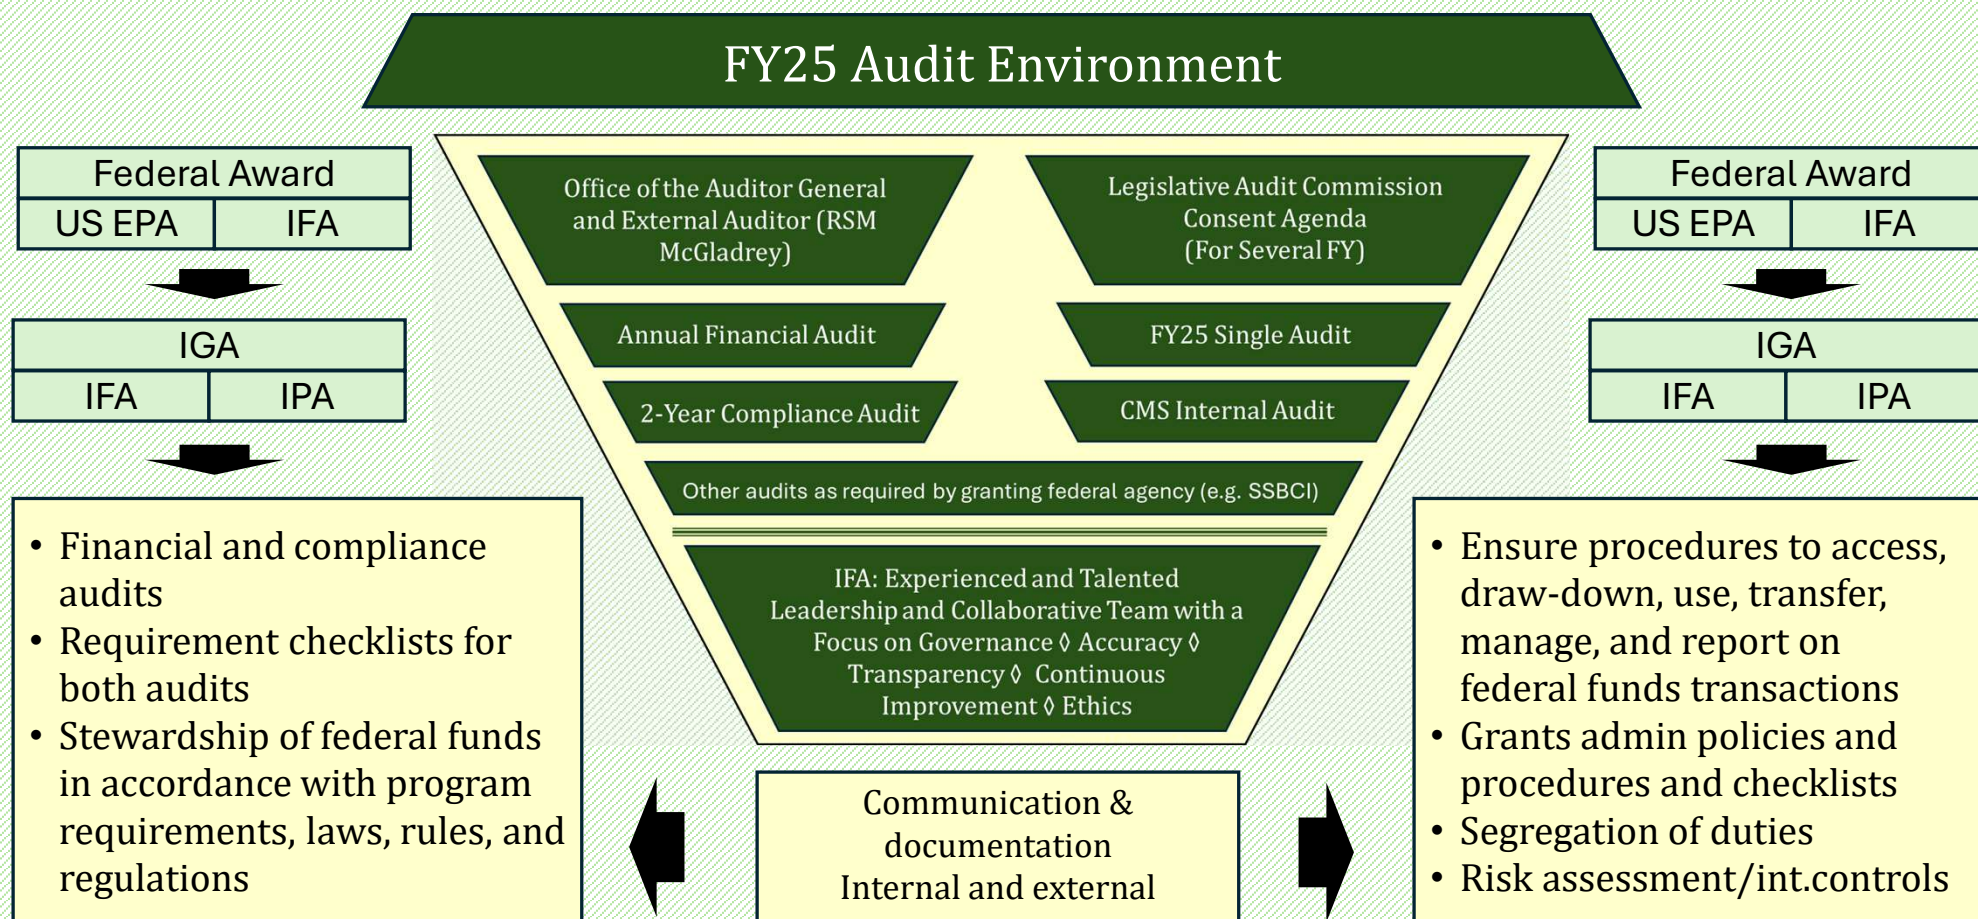 FY25 Audit Environment
Federal Award
US EPA
IFA
IGA
IFA
IPA
• Financial and compliance
audits
• Requirement checklists for
both audits
• Stewardship of federal funds
in accordance with program
requirements, laws, rules, and
regulations
Office of the Auditor General
and External Auditor (RSM
McGladrey)
Legislative Audit Commission
Consent Agenda
(For Several FY)
Annual Financial Audit
FY25 Single Audit
2-Year Compliance Audit
CMS Internal Audit
Other audits as required by granting federal agency (e.g. SSBCI)
IFA: Experienced and Talented
Leadership and Collaborative Team with a
Focus on Governance ◊ Accuracy ◊
Transparency ◊ Continuous
Improvement ◊ Ethics
Communication &
documentation
Internal and external
Federal Award
US EPA
IFA
IGA
IFA
IPA
• Ensure procedures to access,
draw-down, use, transfer,
manage, and report on
federal funds transactions
• Grants admin policies and
procedures and checklists
• Segregation of duties
• Risk assessment/int.controls